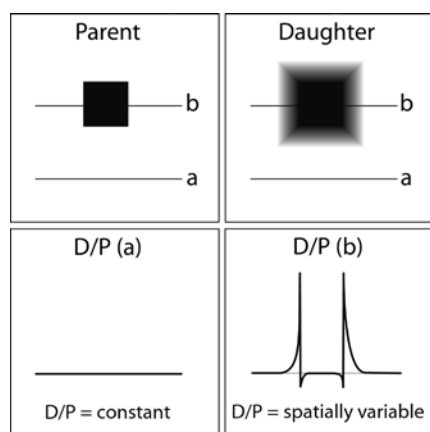 Parent
b
a
Daughter
b
a
D/P (a)
D/P = constant
D/P (b)
D/P = spatially variable